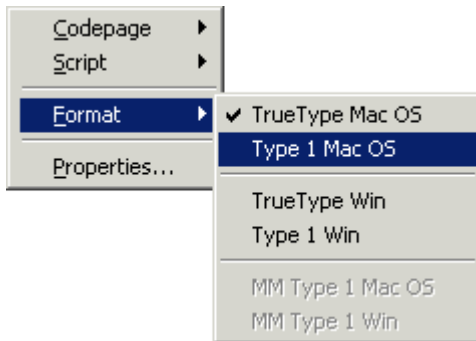 Codepage
Script
Format
Properties...
TrueType Mac OS
Type 1 Mac OS
TrueType Win
Type 1 Win
MM Type 1 Mac OS
MM Type 1 Win